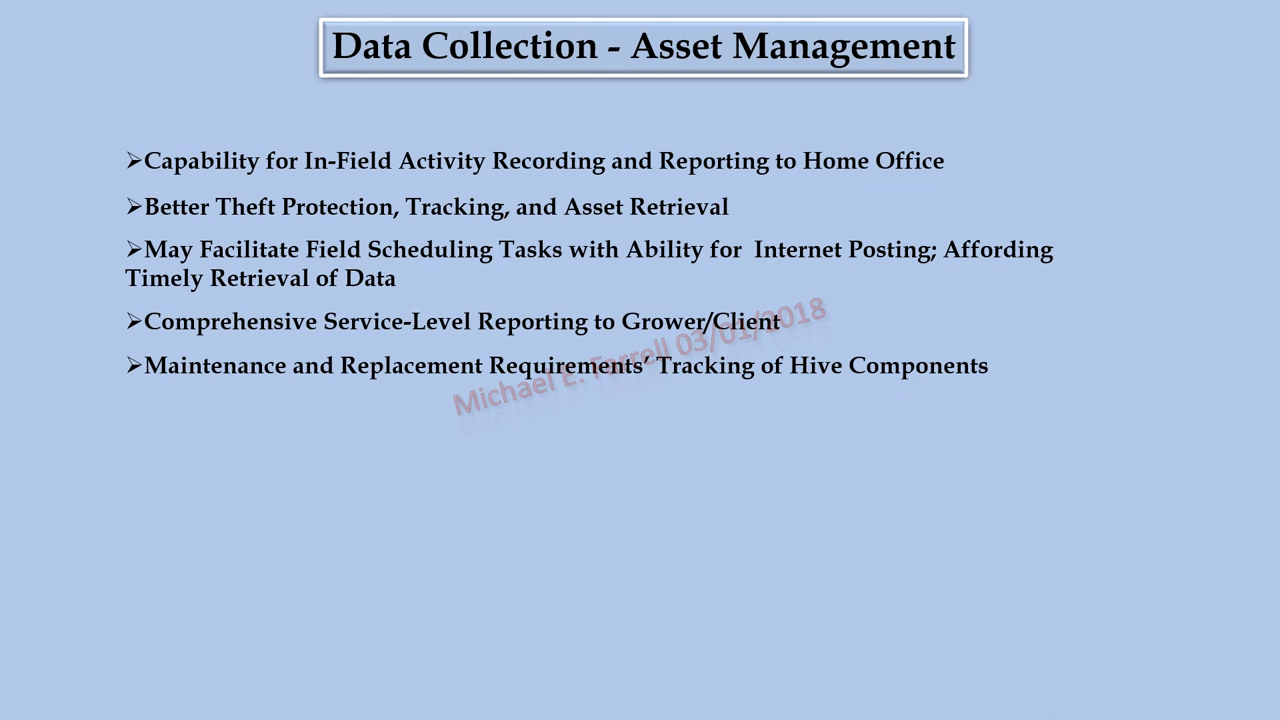 Data Collection - Asset Management
➢Capability for In-Field Activity Recording and Reporting to Home Office
➢Better Theft Protection, Tracking, and Asset Retrieval
➢May Facilitate Field Scheduling Tasks with Ability for  Internet Posting; Affording
Timely Retrieval of Data
➢Comprehensive Service-Level Reporting to Grower/Client
➢Maintenance and Replacement Requirements’ Tracking of Hive Components
Michael E. Farrell 03/01/2018